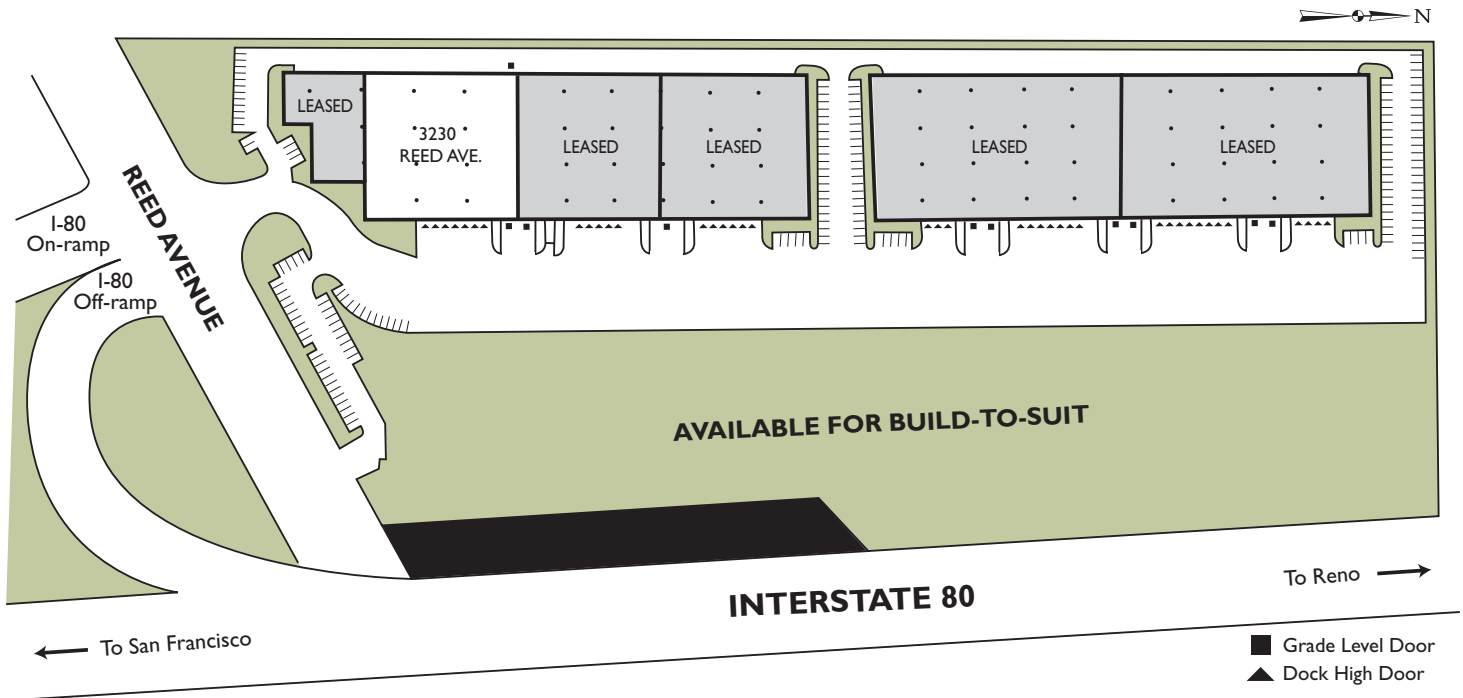 N
LEASED
3230
REED AVE.
LEASED
LEASED
LEASED
LEASED
REED AVENUE
I-80
On-ramp
I-80
Off-ramp
AVAILABLE FOR BUILD-TO-SUIT
INTERSTATE 80
To Reno
To San Francisco
Grade Level Door
Dock High Door